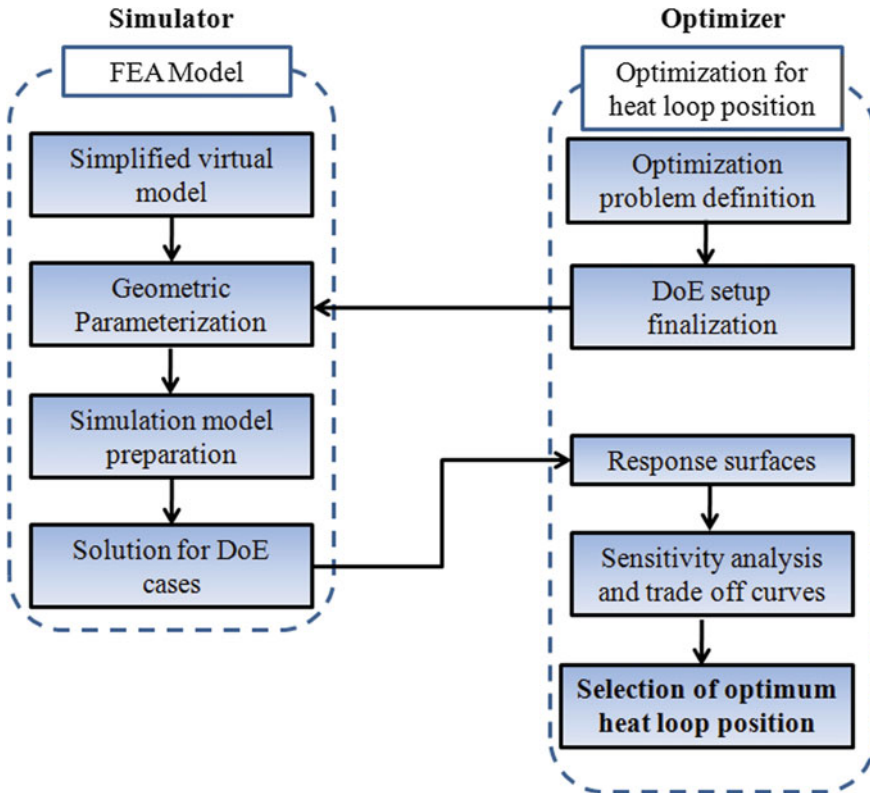 Simulator
FEA Model
Simplified virtual
model
Geometric
Parameterization
Simulation model
preparation
Solution for DoE
cases
Optimizer
Optimization for
heat loop position
Optimization
problem definition
DoE setup
finalization
Response surfaces
Sensitivity analysis
and trade off curves
Selection of optimum
heat loop position